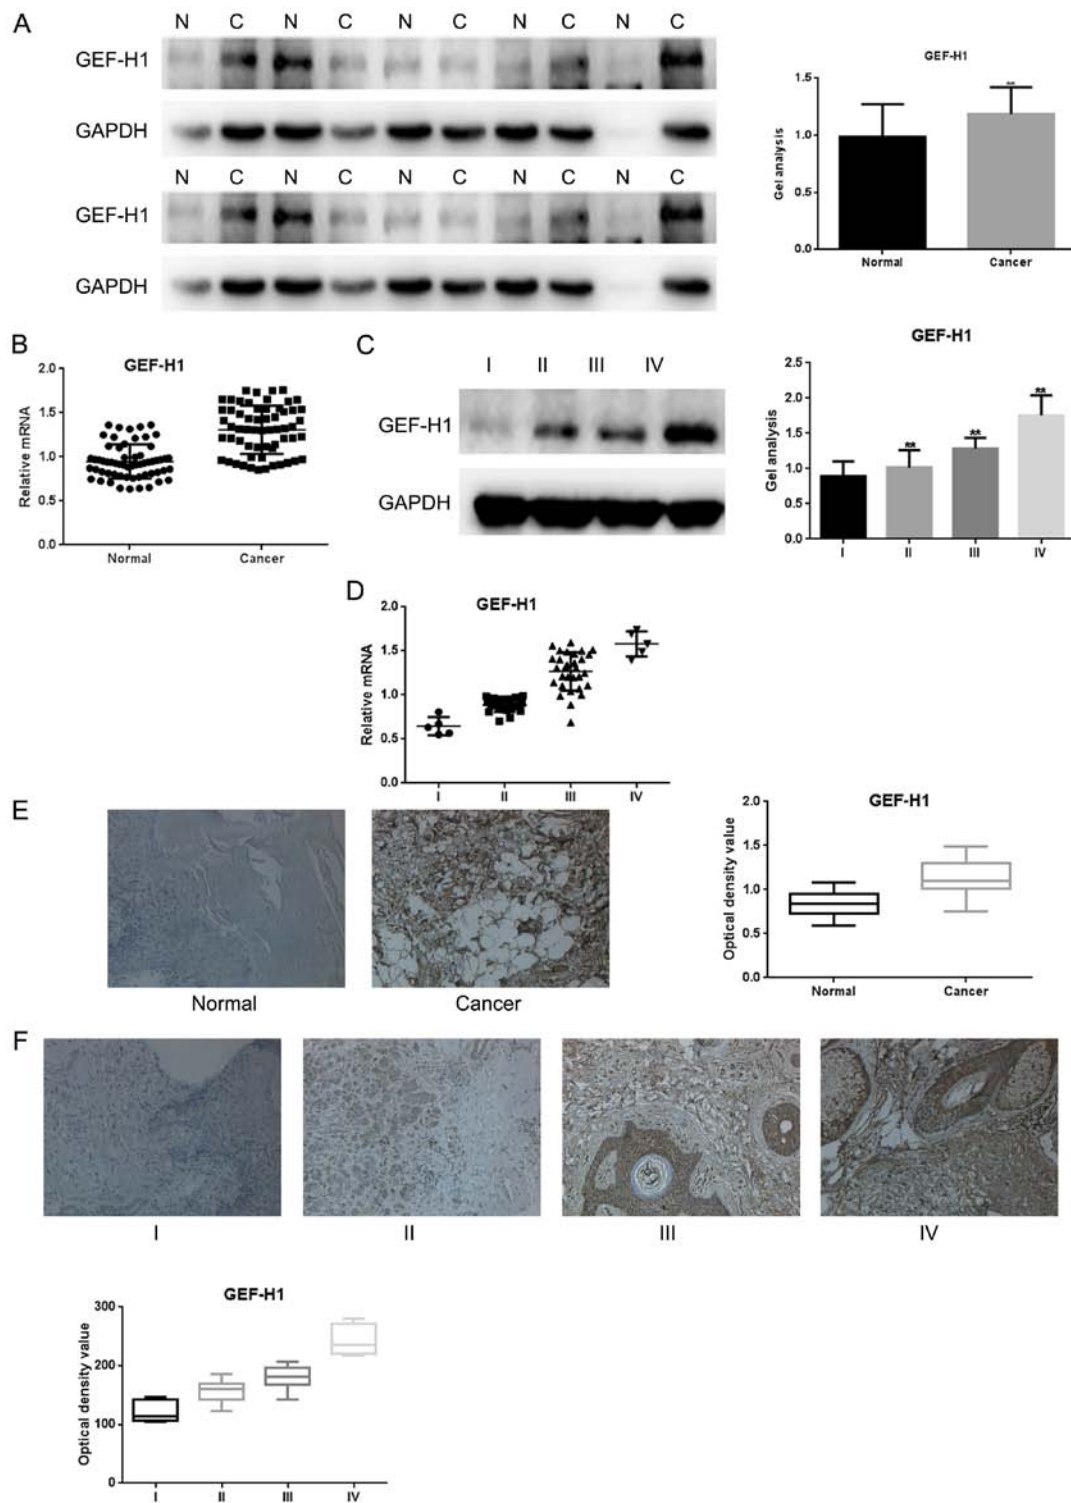 A
N C N C N C N C N C
GEF-H1
GAPDH
N C N C N C N C N C
GEF-H1
GAPDH
GEF-H1
Gel analysis
1.5
1.0
0.5
0.0
Normal Cancer
**
B
GEF-H1
Relative mRNA
2.0
1.5
1.0
0.5
0.0
Normal Cancer
C
I II III IV
GEF-H1
GAPDH
GEF-H1
Gel analysis
2.5
2.0
1.5
1.0
0.5
0.0
** ** **
I II III IV
D
GEF-H1
Relative mRNA
2.0
1.5
1.0
0.5
0.0
I II III IV
E
Normal Cancer
GEF-H1
Optical density value
2.0
1.5
1.0
0.5
0.0
Normal Cancer
F
I II III IV
GEF-H1
Optical density value
300
200
100
0
I II III IV